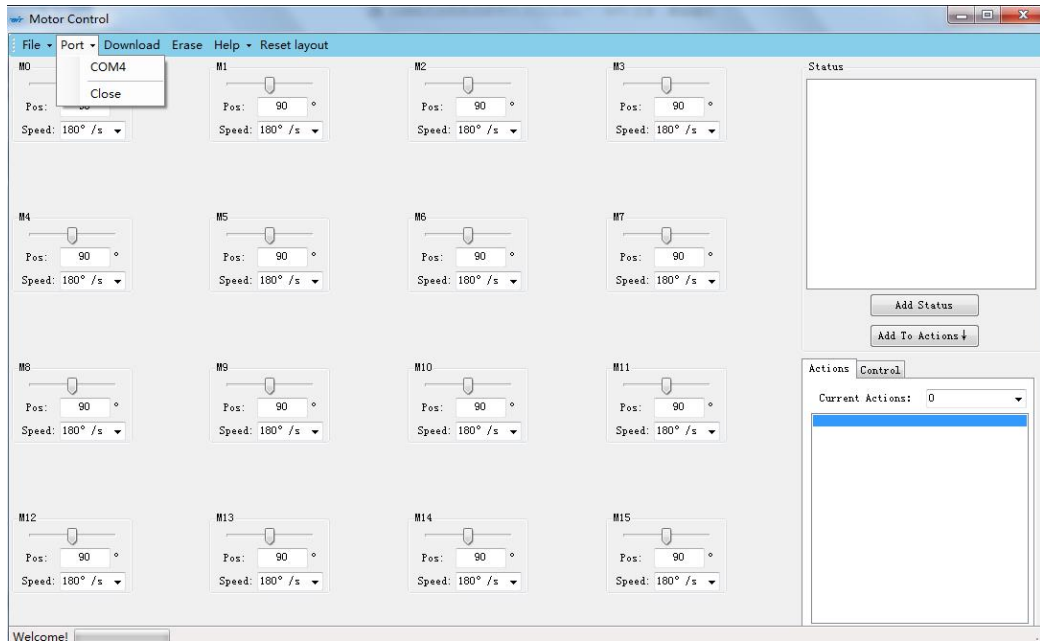 Motor Control
File Port Download Erase Help Reset layout
COM4
Close
M0 M1 M2 M3
Pos: Pos: 90 ° Pos: 90 ° Pos: 90 °
Speed: 180° /s Speed: 180° /s Speed: 180° /s Speed: 180° /s
M4 M5 M6 M7
Pos: 90 ° Pos: 90 ° Pos: 90 ° Pos: 90 °
Speed: 180° /s Speed: 180° /s Speed: 180° /s Speed: 180° /s
M8 M9 M10 M11
Pos: 90 ° Pos: 90 ° Pos: 90 ° Pos: 90 °
Speed: 180° /s Speed: 180° /s Speed: 180° /s Speed: 180° /s
M12 M13 M14 M15
Pos: 90 ° Pos: 90 ° Pos: 90 ° Pos: 90 °
Speed: 180° /s Speed: 180° /s Speed: 180° /s Speed: 180° /s
Status
Add Status
Add To Actions↓
Actions Control
Current Actions: 0
Welcome!